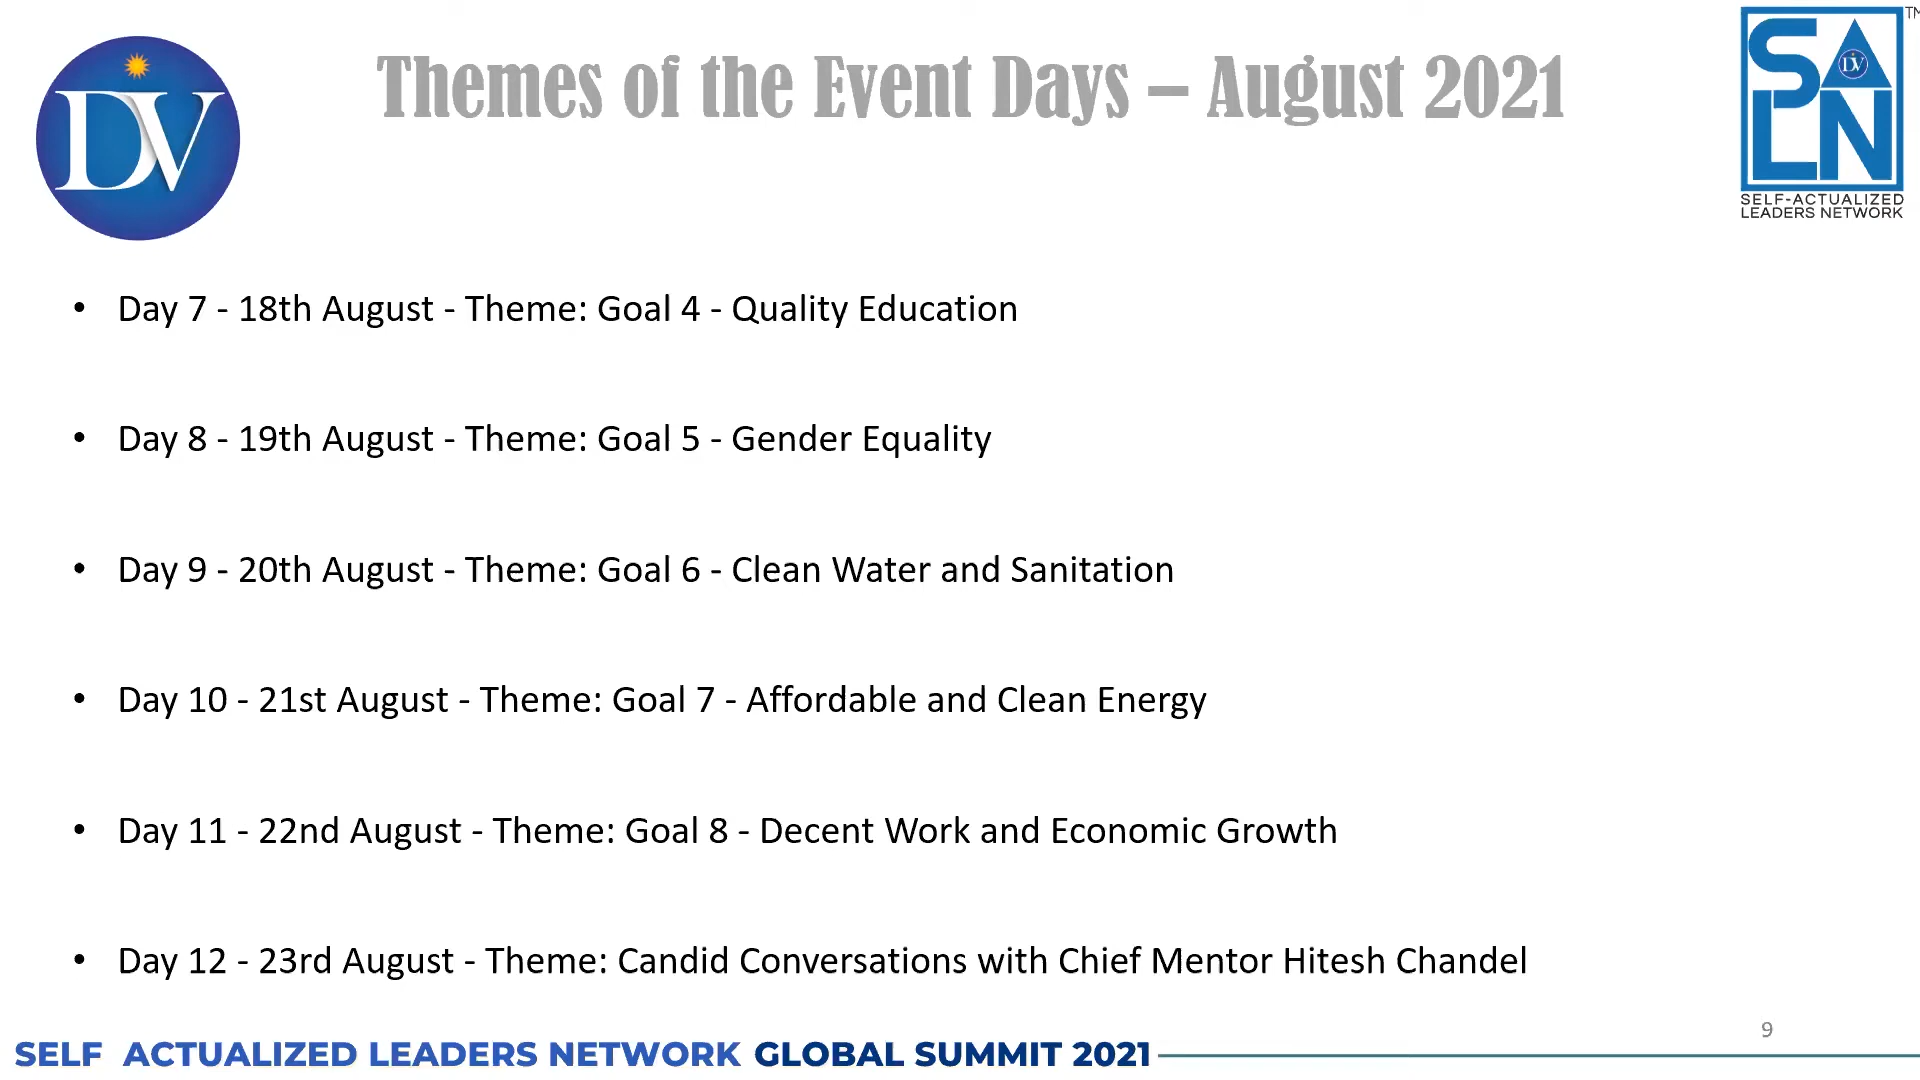 DV
Themes of the Event Days – August 2021
TM
SALN
DV
SELF-ACTUALIZED
LEADERS NETWORK
• Day 7 - 18th August - Theme: Goal 4 - Quality Education
• Day 8 - 19th August - Theme: Goal 5 - Gender Equality
• Day 9 - 20th August - Theme: Goal 6 - Clean Water and Sanitation
• Day 10 - 21st August - Theme: Goal 7 - Affordable and Clean Energy
• Day 11 - 22nd August - Theme: Goal 8 - Decent Work and Economic Growth
• Day 12 - 23rd August - Theme: Candid Conversations with Chief Mentor Hitesh Chandel
9
SELF ACTUALIZED LEADERS NETWORK GLOBAL SUMMIT 2021